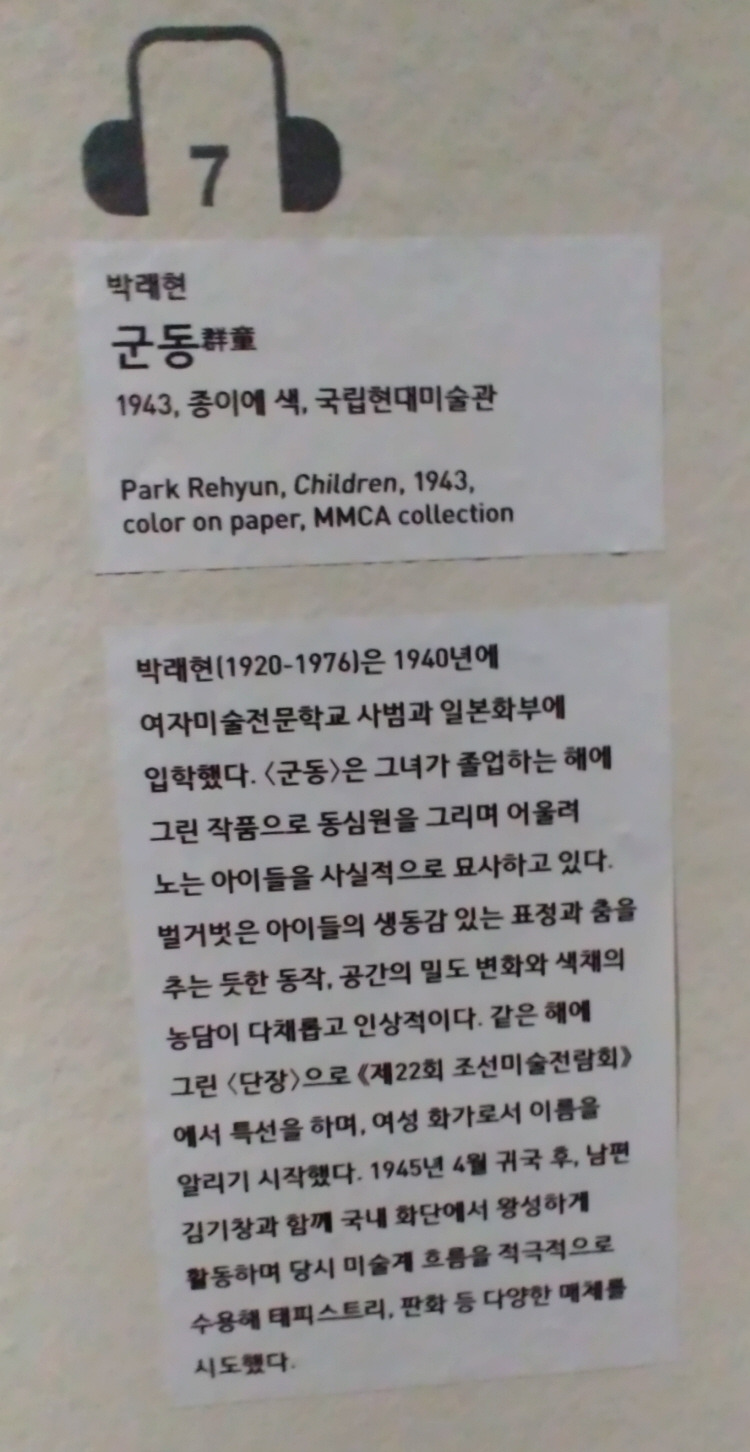 7
박래현
군동群童
1943, 종이에 색, 국립현대미술관
Park Rehyun, Children, 1943,
color on paper, MMCA collection
박래현(1920-1976)은 1940년에
여자미술전문학교 사범과 일본화부에
입학했다. 〈군동〉은 그녀가 졸업하는 해에
그린 작품으로 동심원을 그리며 어울려
노는 아이들을 사실적으로 묘사하고 있다.
벌거벗은 아이들의 생동감 있는 표정과 춤을
추는 듯한 동작, 공간의 밀도 변화와 색채의
농담이 다채롭고 인상적이다. 같은 해에
그린 〈단장〉으로 《제22회 조선미술전람회》
에서 특선을 하며, 여성 화가로서 이름을
알리기 시작했다. 1945년 4월 귀국 후, 남편
김기창과 함께 국내 화단에서 왕성하게
활동하며 당시 미술계 흐름을 적극적으로
수용해 태피스트리, 판화 등 다양한 매체를
시도했다.